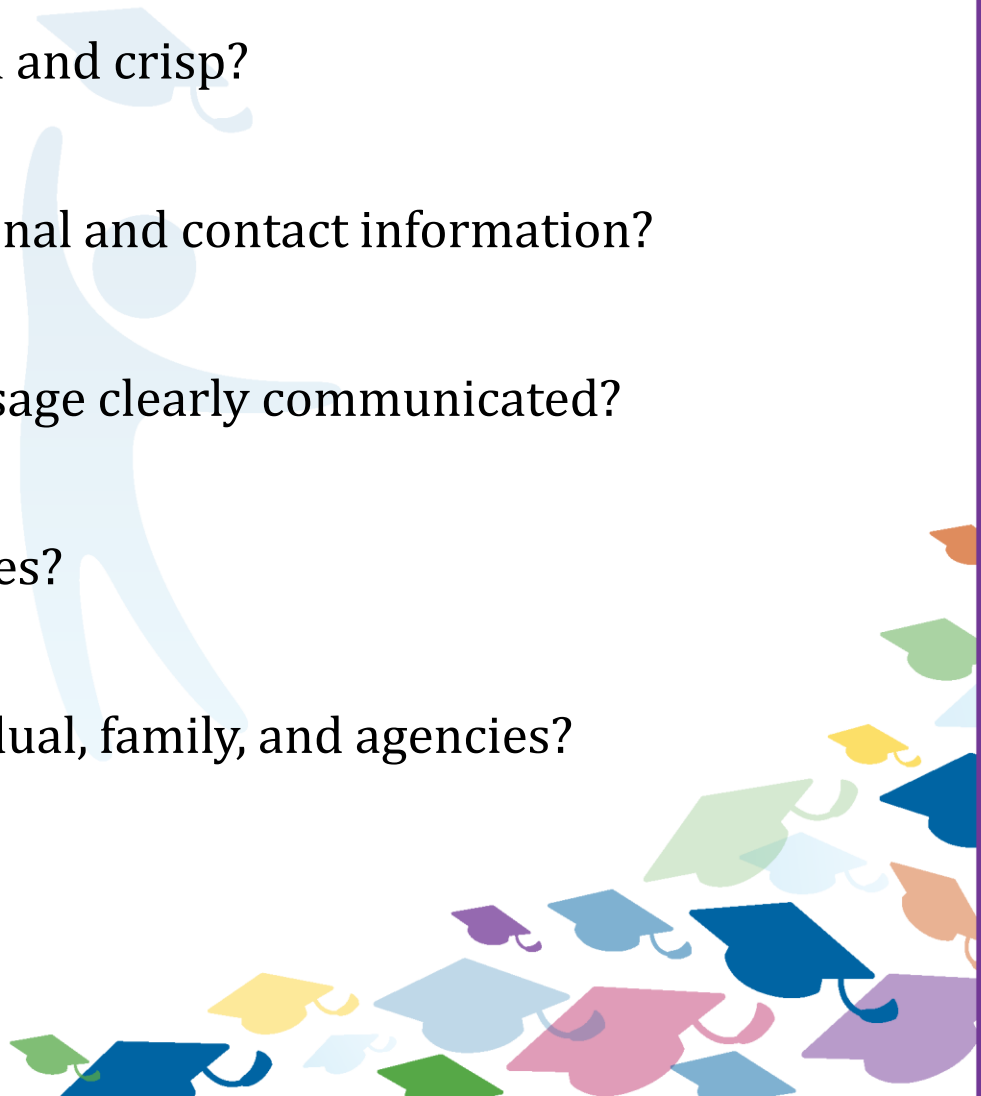 and crisp?
nal and contact information?
sage clearly communicated?
es?
lual, family, and agencies?